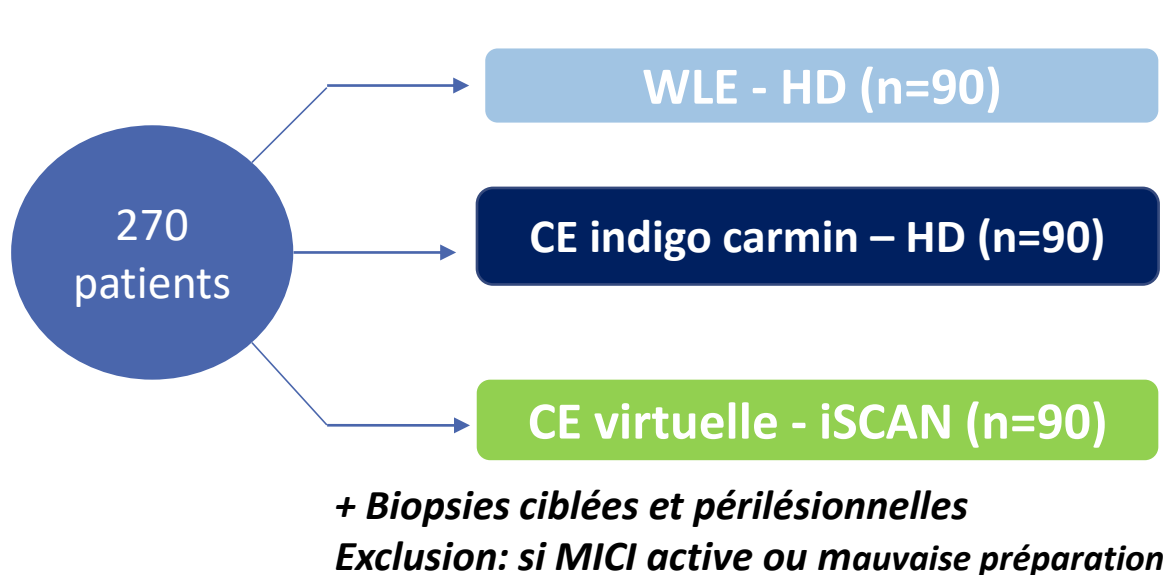 270
patients
WLE - HD (n=90)
CE indigo carmin – HD (n=90)
CE virtuelle - iSCAN (n=90)
+ Biopsies ciblées et périlésionnelles
Exclusion: si MICI active ou mauvaise préparation